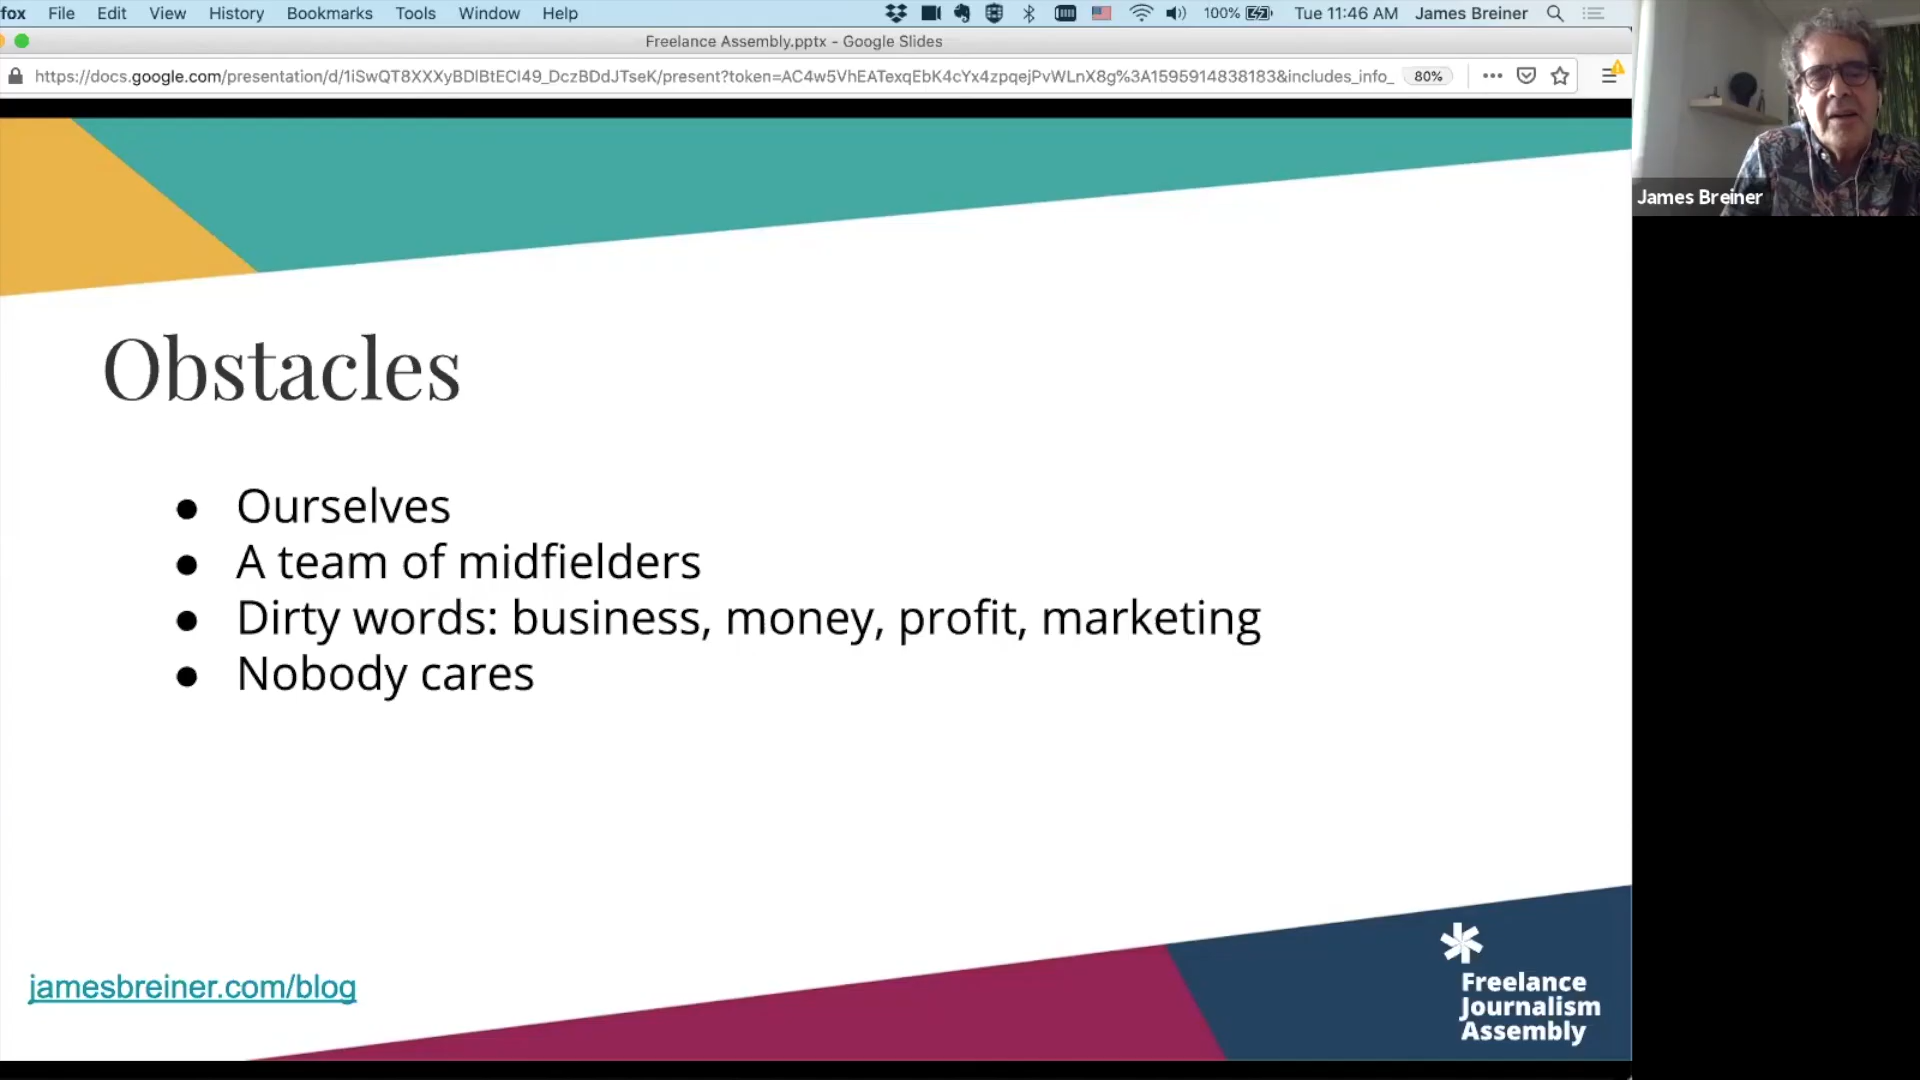 fox File Edit View History Bookmarks Tools Window Help 100% Tue 11:46 AM James Breiner
Freelance Assembly.pptx - Google Slides
https://docs.google.com/presentation/d/1iSwQT8XXXyBDlBtECl49_DczBDdJTseK/present?token=AC4w5VhEATexqEbK4cYx4zpqejPvWLnX8g%3A1595914838183&includes_info_ 80%
James Breiner
Obstacles
● Ourselves
● A team of midfielders
● Dirty words: business, money, profit, marketing
● Nobody cares
jamesbreiner.com/blog
Freelance
Journalism
Assembly